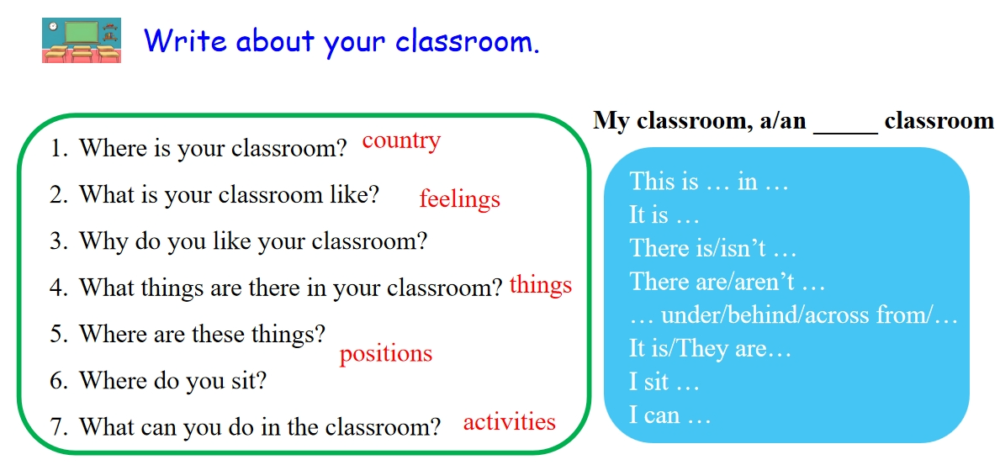 Write about your classroom.
1. Where is your classroom? country
2. What is your classroom like? feelings
3. Why do you like your classroom?
4. What things are there in your classroom? things
5. Where are these things?
positions
6. Where do you sit?
7. What can you do in the classroom? activities
My classroom, a/an _____ classroom
This is … in …
It is …
There is/isn’t …
There are/aren’t …
… under/behind/across from/…
It is/They are…
I sit …
I can …